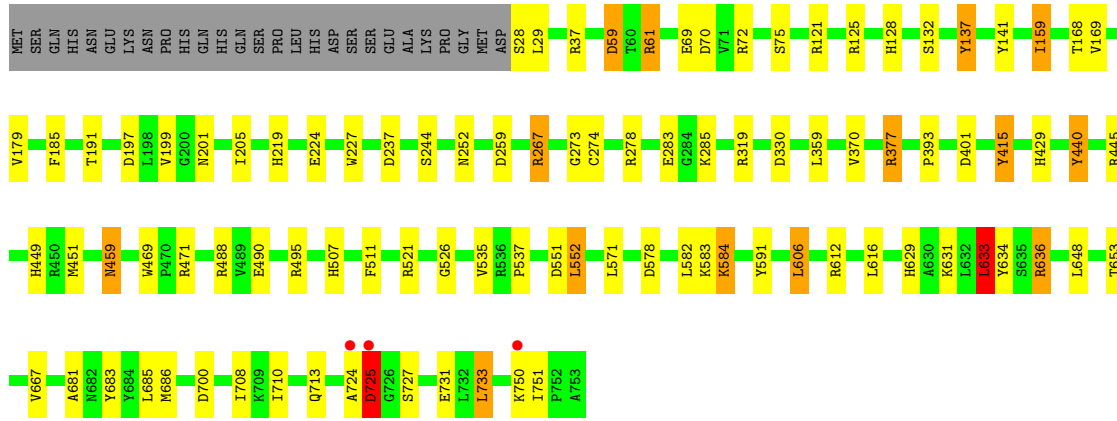 MET SER GLN HIS ASN GLU LYS ASN PRO HIS GLN HIS GLN SER PRO LEU HIS ASP SER SER GLU ALA LYS PRO GLY MET ASP S28 L29 R37 D59 T60 R61 E69 D70 V71 R72 S75 R121 R125 H128 S132 Y137 Y141 I159 T168 V169
V179 F185 T191 D197 L198 V199 G200 N201 I205 H219 E224 W227 D237 S244 N252 D259 R267 G273 C274 R278 E283 G284 K285 R319 D330 L359 V370 R377 P393 D401 Y415 H429 Y440 R445
H449 R450 M451 N459 W469 P470 R471 R488 V489 E490 R495 H507 F511 R521 G526 V535 R536 P537 D551 L552 L571 D578 L582 K583 K584 Y591 L606 R612 L616 H629 A630 K631 L632 L633 Y634 S635 R636 L648 T653
V667 A681 N682 Y683 Y684 L685 M686 D700 I708 K709 I710 Q713 A724 D725 G726 S727 E731 L732 L733 K750 I751 P752 A753